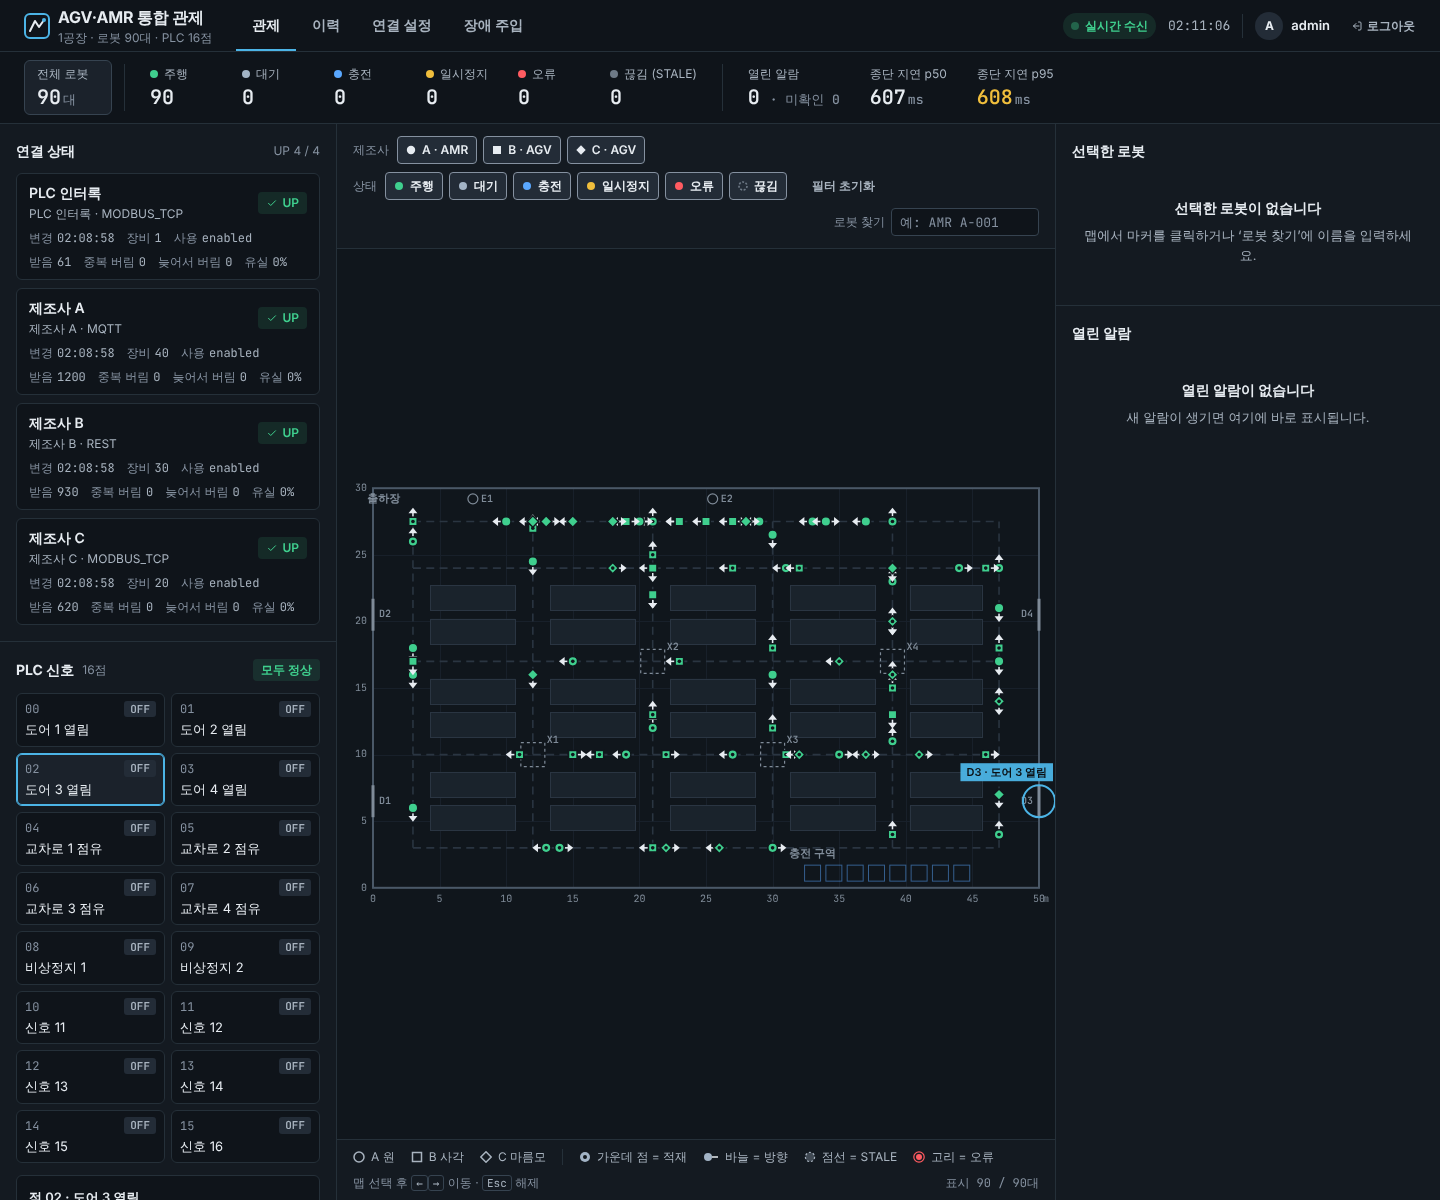 AGV·AMR 통합 관제
1공장 · 로봇 90대 · PLC 16점
관제 이력 연결 설정 장애 주입
실시간 수신 02:11:06 A admin 로그아웃
전체 로봇 주행 대기 충전 일시정지 오류 끊김 (STALE) 열린 알람 종단 지연 p50 종단 지연 p95
90대 90 0 0 0 0 0 0 · 미확인 0 607ms 608ms
연결 상태 UP 4 / 4
PLC 인터록 UP
PLC 인터록 · MODBUS_TCP
변경 02:08:58 장비 1 사용 enabled
받음 61 중복 버림 0 늦어서 버림 0 유실 0%
제조사 A UP
제조사 A · MQTT
변경 02:08:58 장비 40 사용 enabled
받음 1200 중복 버림 0 늦어서 버림 0 유실 0%
제조사 B UP
제조사 B · REST
변경 02:08:58 장비 30 사용 enabled
받음 930 중복 버림 0 늦어서 버림 0 유실 0%
제조사 C UP
제조사 C · MODBUS_TCP
변경 02:08:58 장비 20 사용 enabled
받음 620 중복 버림 0 늦어서 버림 0 유실 0%
PLC 신호 16점 모두 정상
00 OFF 01 OFF
도어 1 열림 도어 2 열림
02 OFF 03 OFF
도어 3 열림 도어 4 열림
04 OFF 05 OFF
교차로 1 점유 교차로 2 점유
06 OFF 07 OFF
교차로 3 점유 교차로 4 점유
08 OFF 09 OFF
비상정지 1 비상정지 2
10 OFF 11 OFF
신호 11 신호 12
12 OFF 13 OFF
신호 13 신호 14
14 OFF 15 OFF
신호 15 신호 16
점 02 · 도어 3 열림
제조사 A · AMR B · AGV C · AGV
상태 주행 대기 충전 일시정지 오류 끊김 필터 초기화
로봇 찾기 예: AMR A-001
30
출하장 E1 E2
25
D2 20 D4
X2 X4
15
X1 X3
10
D3 · 도어 3 열림
D1 D3
5
충전 구역
0
0 5 10 15 20 25 30 35 40 45 50m
A 원 B 사각 C 마름모 가운데 점 = 적재 바늘 = 방향 점선 = STALE 고리 = 오류
맵 선택 후 ← → 이동 · Esc 해제 표시 90 / 90대
선택한 로봇
선택한 로봇이 없습니다
맵에서 마커를 클릭하거나 ‘로봇 찾기’에 이름을 입력하세
요.
열린 알람
열린 알람이 없습니다
새 알람이 생기면 여기에 바로 표시됩니다.